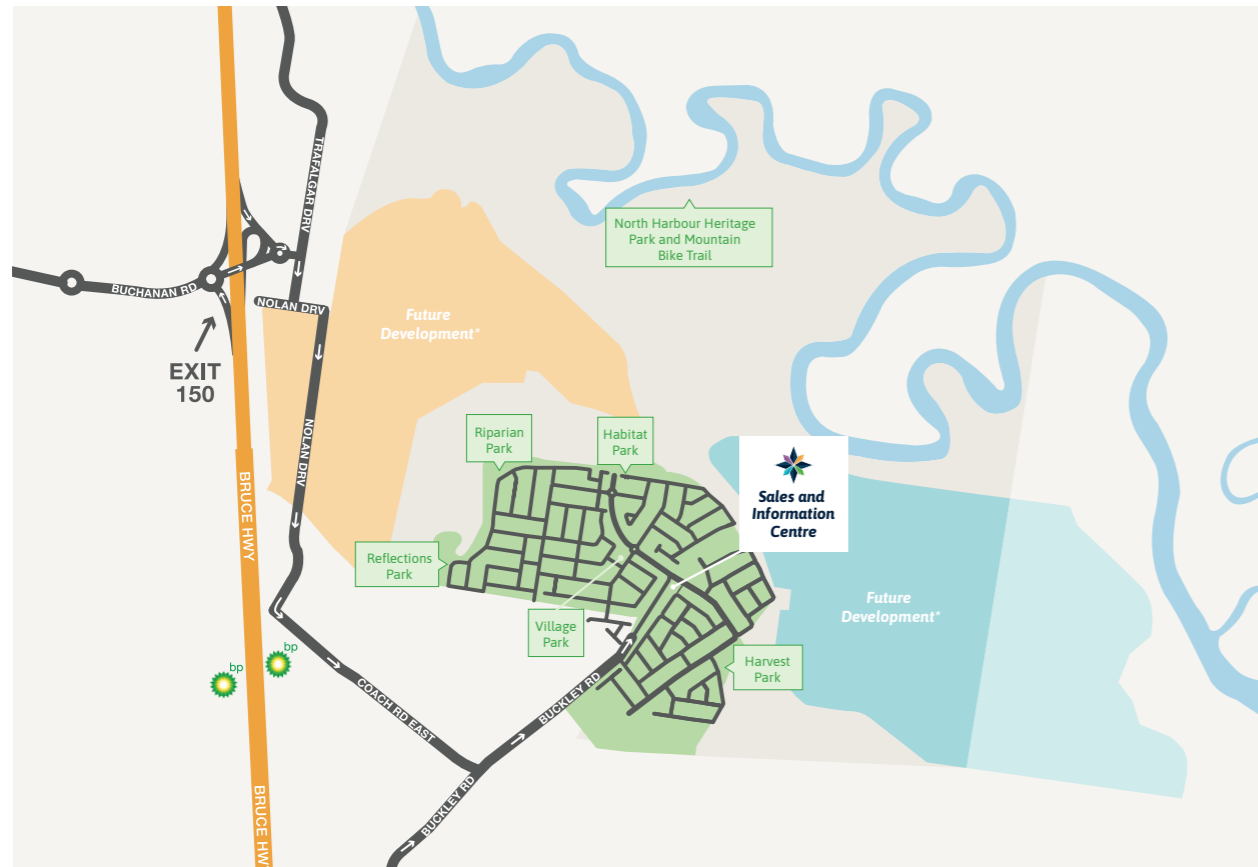 TRAFALGAR DRV
North Harbour Heritage
Park and Mountain
Bike Trail
BUCHANAN RD
NOLAN DRV
Future
Development*
EXIT
150
NOLAN DRV
Riparian
Park
Habitat
Park
Sales and
Information
Centre
BRUCE HWY
Reflections
Park
Future
Development*
Village
Park
Harvest
Park
bp
bp
COACH RD EAST
BUCKLEY RD
BUCKLEY RD
BRUCE HW